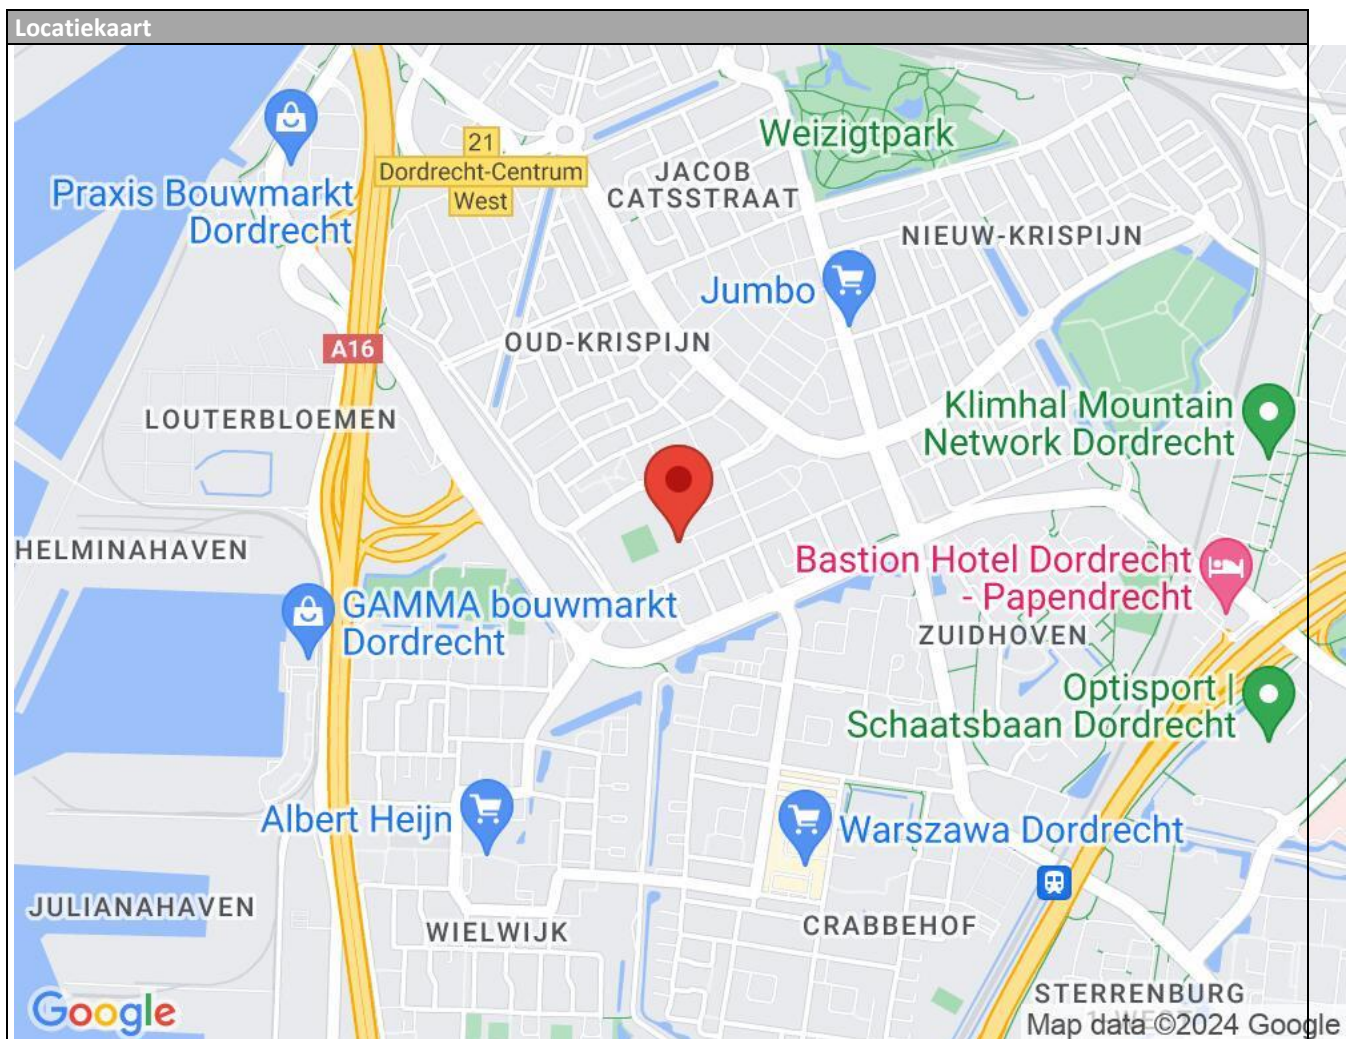 Locatiekaart
21
Dordrecht-Centrum
West
Weizigtpark
JACOB
CATSSTRAAT
Praxis Bouwmarkt
Dordrecht
NIEUW-KRISPIJN
Jumbo
OUD-KRISPIJN
A16
LOUTERBLOEMEN
Klimhal Mountain
Network Dordrecht
HELMINAHAVEN
Bastion Hotel Dordrecht
- Papendrecht
GAMMA bouwmarkt
Dordrecht
ZUIDHOVEN
Optisport |
Schaatsbaan Dordrecht
Albert Heijn
Warszawa Dordrecht
JULIANAHAVEN
WIELWIJK
CRABBEHOF
STERRENBURG
Google
Map data ©2024 Google